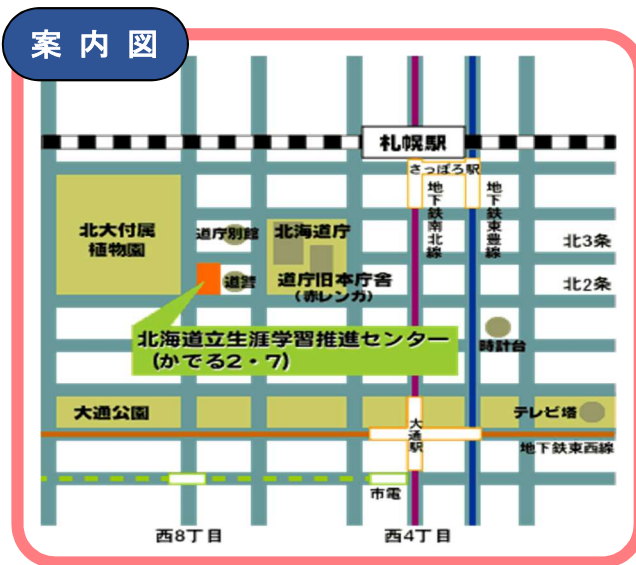 案内図
札幌駅
さっぽろ駅
地下鉄南北線
地下鉄東豊線
北大付属
植物園
道庁別館
北海道庁
北3条
道警
道庁旧本庁舎
(赤レンガ)
北2条
北海道立生涯学習推進センター
(かでる2・7)
時計台
大通公園
テレビ塔
大通駅
地下鉄東西線
市電
西8丁目
西4丁目